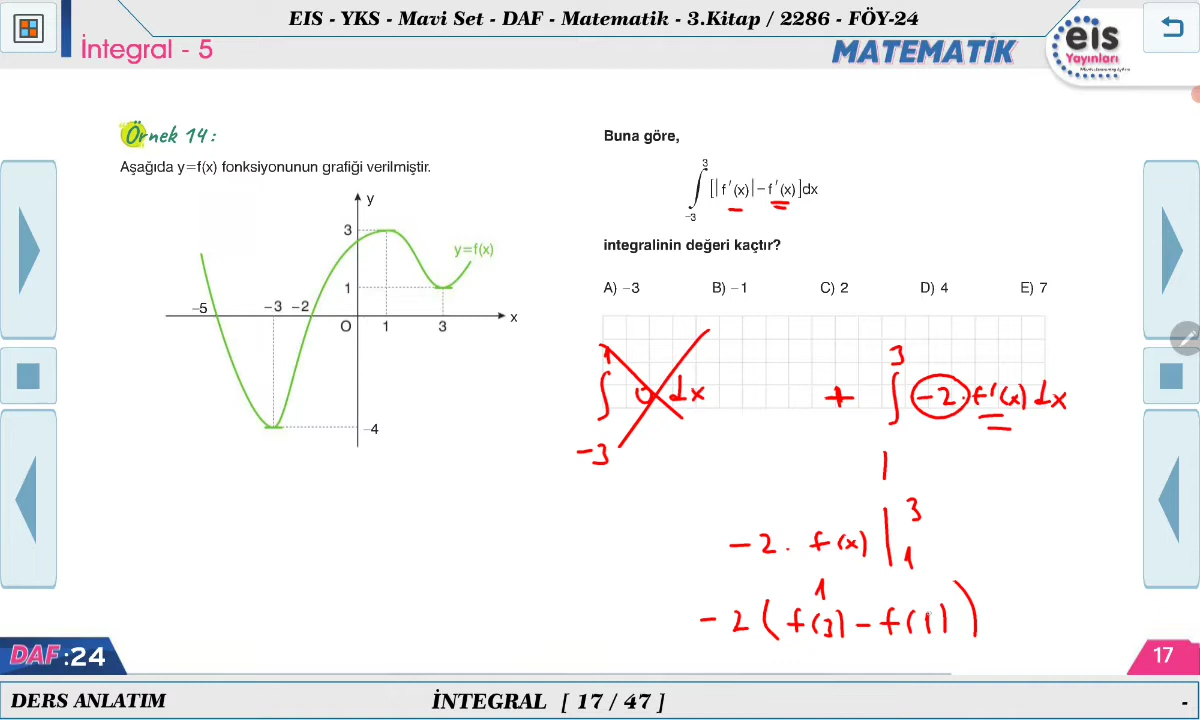 EIS - YKS - Mavi Set - DAF - Matematik - 3.Kitap / 2286 - FÖY-24
İntegral - 5
MATEMATİK
eis
Yayınları
Örnek 14:
Aşağıda y=f(x) fonksiyonunun grafiği verilmiştir.
y
3
y=f(x)
1
-5
-3 -2
O
1
3
x
-4
Buna göre,
3
∫ [|f'(x)|-f'(x)]dx
-3
integralinin değeri kaçtır?
A) -3 B) -1 C) 2 D) 4 E) 7
1 3
∫ 0 dx + ∫ -2. f'(x) dx
-3 1
-2. f(x) | 3
1
1
-2 (f(3) - f(1))
DAF:24
17
DERS ANLATIM
İNTEGRAL [ 17 / 47 ]
-